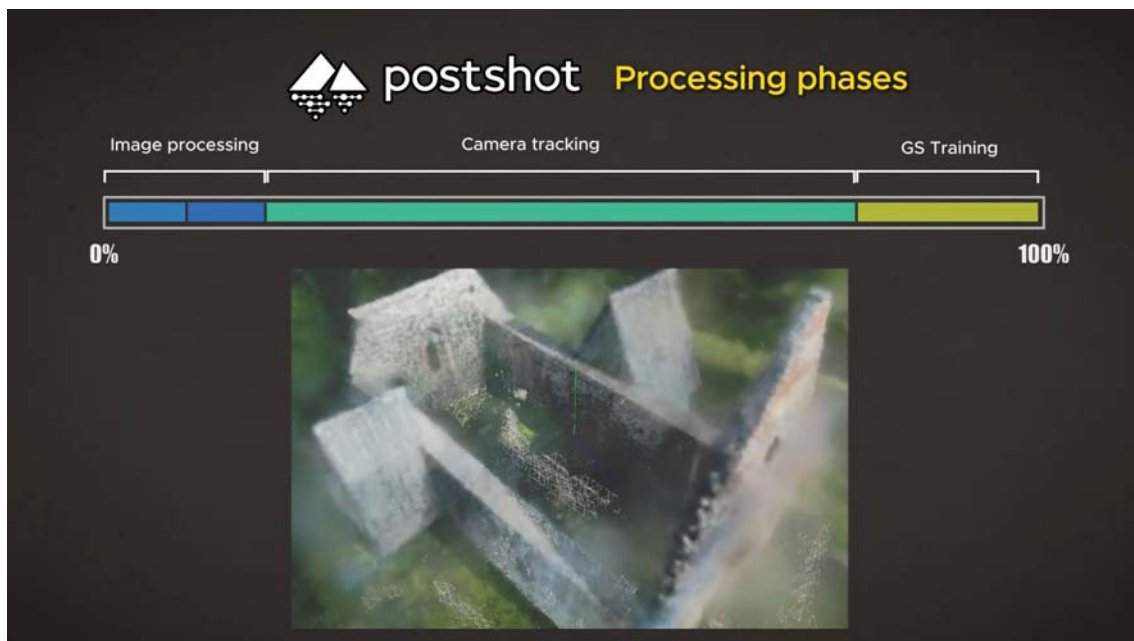 postshot Processing phases
Image processing
Camera tracking
GS Training
0%
100%